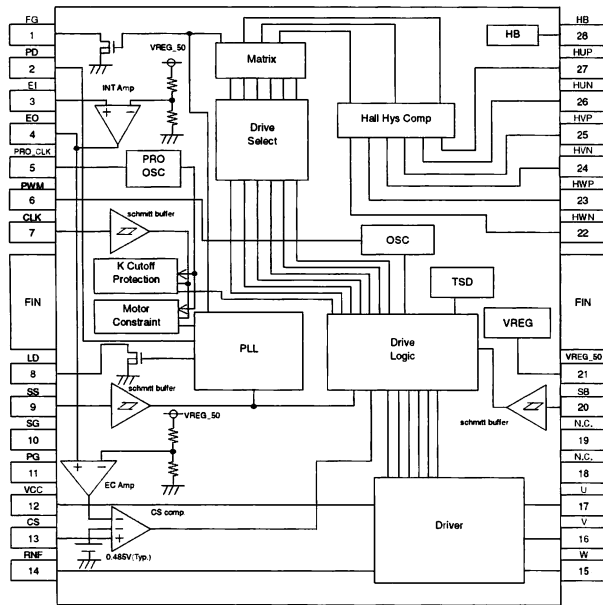 FG
1
PD
2
EI
3
EO
4
PRO_CLK
5
PWM
6
CLK
7
FIN
LD
8
SS
9
SG
10
PG
11
VCC
12
CS
13
RNF
14
VREG_50
INT Amp
Matrix
Drive
Select
Hall Hys Comp
HB
PRO
OSC
schmitt buffer
K Cutoff
Protection
Motor
Constraint
OSC
TSD
VREG
PLL
Drive
Logic
schmitt buffer
VREG_50
schmitt buffer
EC Amp
CS comp.
0.485V(Typ.)
Driver
HB
28
HUP
27
HUN
26
HVP
25
HVN
24
HWP
23
HWN
22
FIN
VREG_50
21
SB
20
N.C.
19
N.C.
18
U
17
V
16
W
15